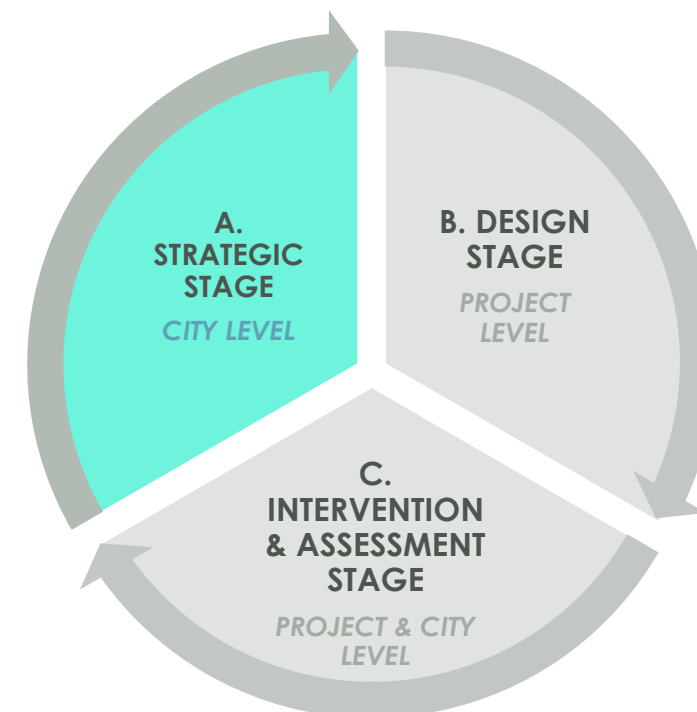 A.
STRATEGIC
STAGE
CITY LEVEL
B. DESIGN
STAGE
PROJECT
LEVEL
C.
INTERVENTION
& ASSESSMENT
STAGE
PROJECT & CITY
LEVEL